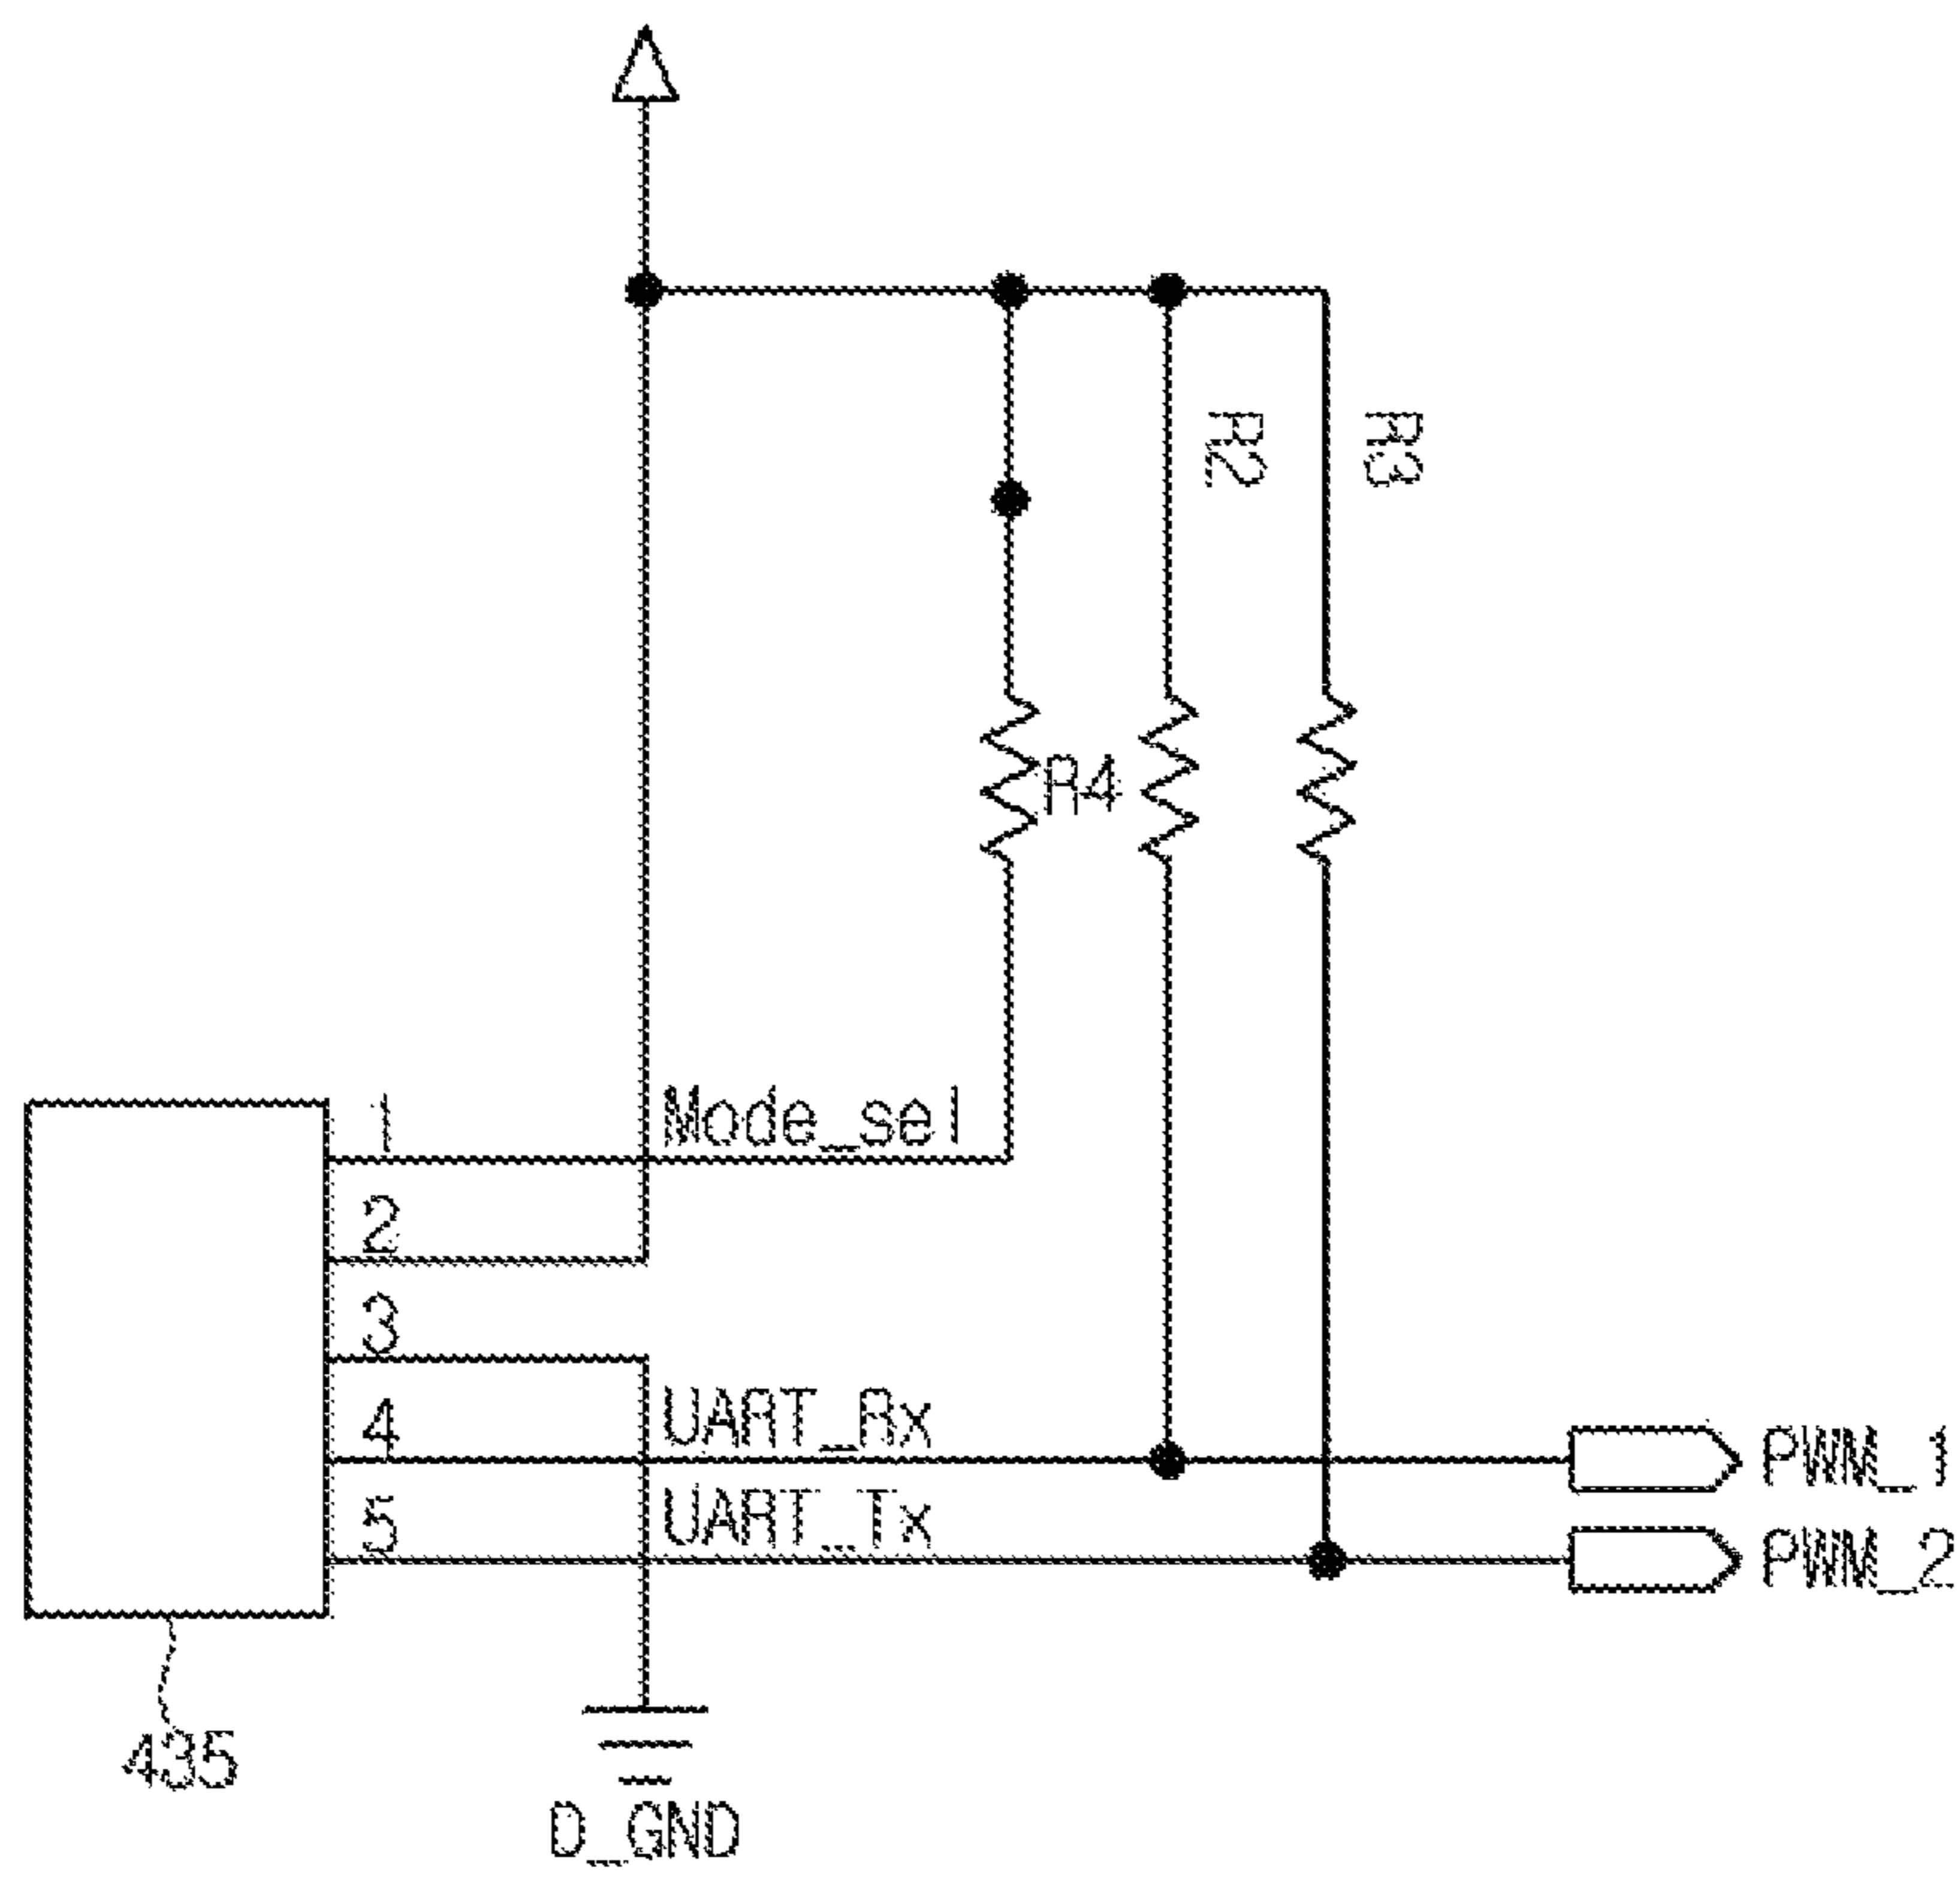 R2
R3
R4
1
Mode_sel
2
3
4
UART_Rx
PWM_1
5
UART_Tx
PWM_2
435
D_GND